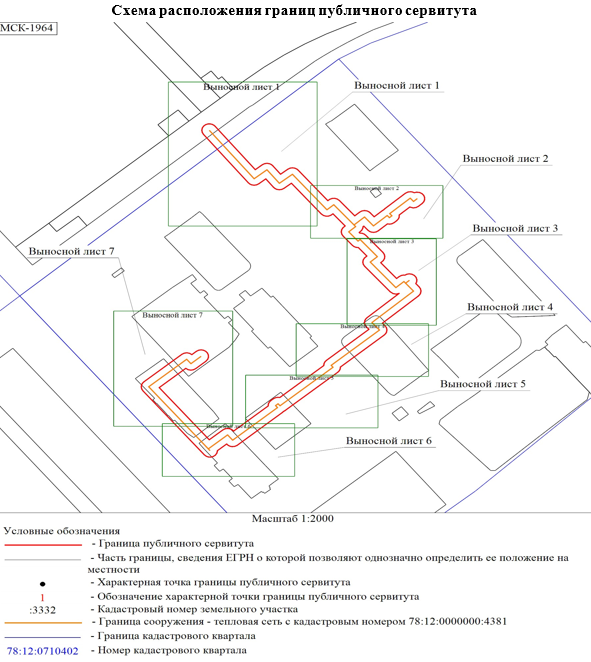 Схема расположения границ публичного сервитута
МСК-1964
Выносной лист 1
Выносной лист 1
Выносной лист 2
Выносной лист 2
Выносной лист 3
Выносной лист 3
Выносной лист 7
Выносной лист 4
Выносной лист 7
Выносной лист 5
Выносной лист 6
Масштаб 1:2000
Условные обозначения
- Граница публичного сервитута
- Часть границы, сведения ЕГРН о которой позволяют однозначно определить ее положение на
местности
- Характерная точка границы публичного сервитута
1 - Обозначение характерной точки границы публичного сервитута
:3332 - Кадастровый номер земельного участка
- Граница сооружения - тепловая сеть с кадастровым номером 78:12:0000000:4381
- Граница кадастрового квартала
78:12:0710402 - Номер кадастрового квартала